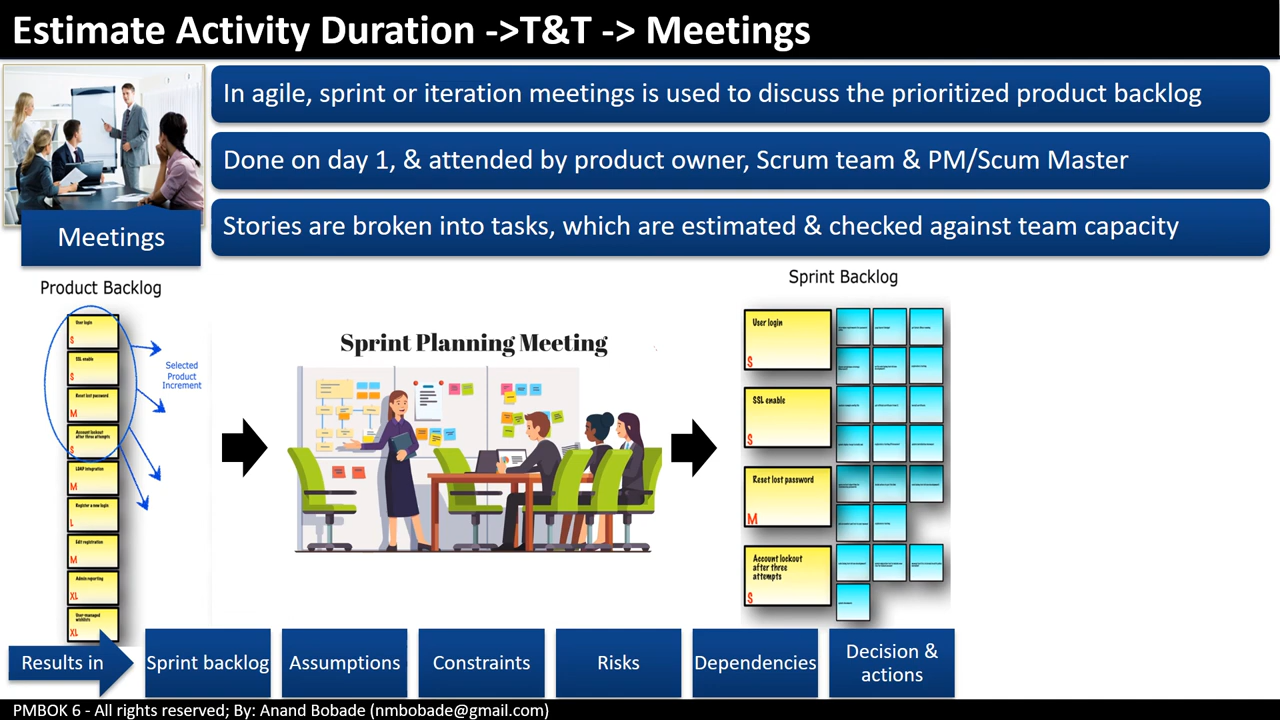 Estimate Activity Duration ->T&T -> Meetings
In agile, sprint or iteration meetings is used to discuss the prioritized product backlog
Done on day 1, & attended by product owner, Scrum team & PM/Scum Master
Stories are broken into tasks, which are estimated & checked against team capacity
Meetings
Product Backlog
User login
S
SSL enable
S
Reset lost password
M
Account lockout
after three
attempts
S
LDAP integration
M
Register a new login
L
Edit registration
M
Admin reporting
XL
User-managed
wishlists
XL
Selected
Product
Increment
Sprint Planning Meeting
Sprint Backlog
User login
S
SSL enable
S
Reset lost password
M
Account lockout
after three
attempts
S
Results in
Sprint backlog
Assumptions
Constraints
Risks
Dependencies
Decision &
actions
PMBOK 6 - All rights reserved; By: Anand Bobade (nmbobade@gmail.com)